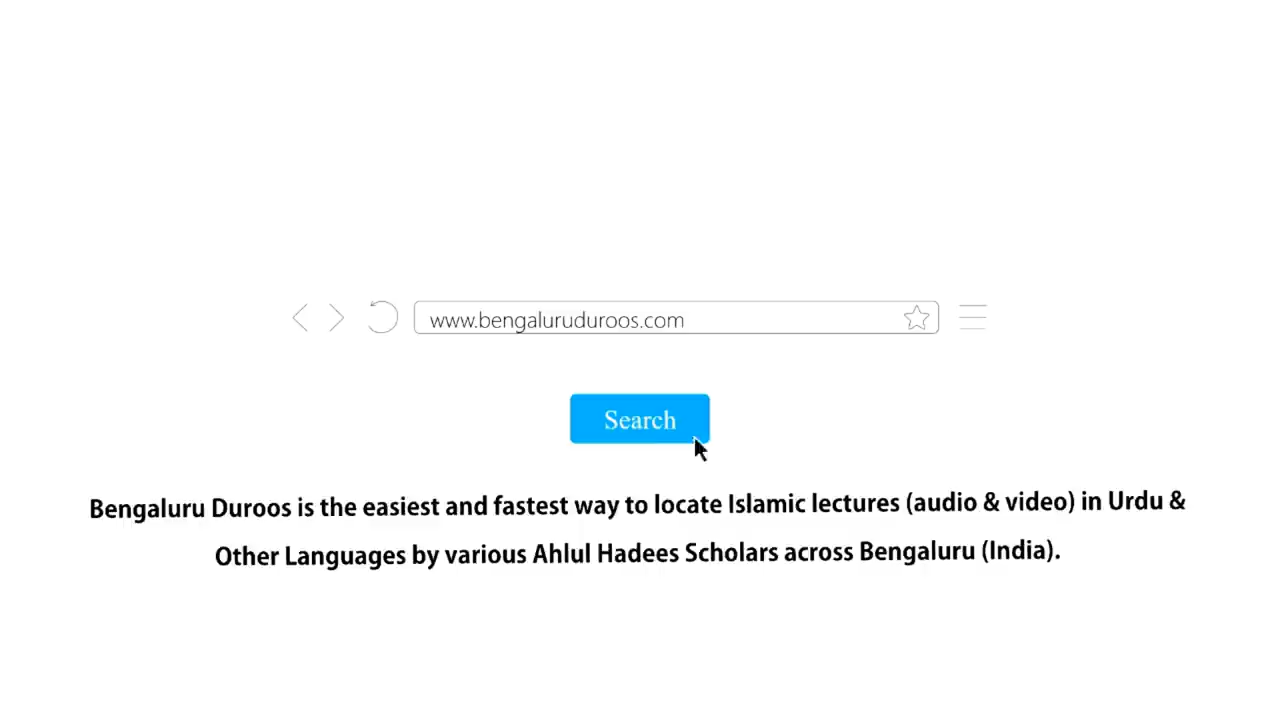 www.bengaluruduroos.com
Search
Bengaluru Duroos is the easiest and fastest way to locate Islamic lectures (audio & video) in Urdu &
Other Languages by various Ahlul Hadees Scholars across Bengaluru (India).